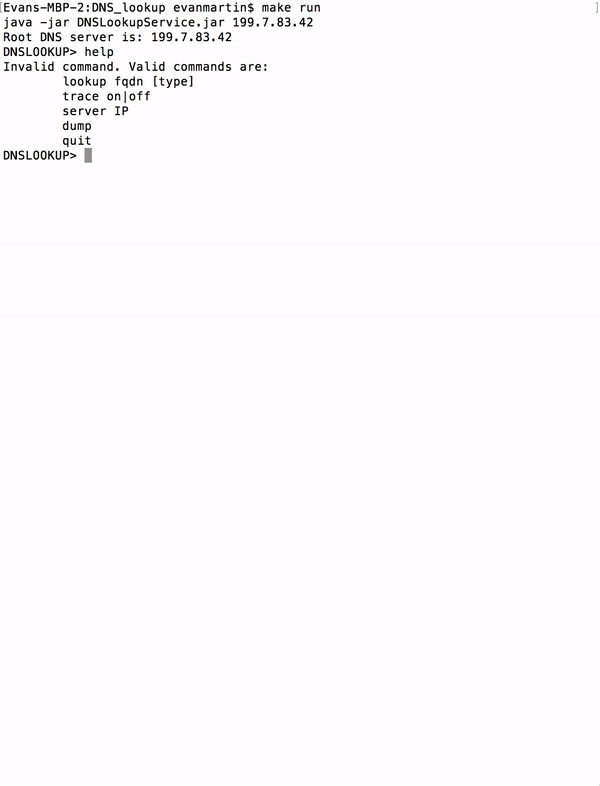 [Evans-MBP-2:DNS_lookup evanmartin$ make run ]
java -jar DNSLookupService.jar 199.7.83.42
Root DNS server is: 199.7.83.42
DNSLOOKUP> help
Invalid command. Valid commands are:
lookup fqdn [type]
trace on|off
server IP
dump
quit
DNSLOOKUP>